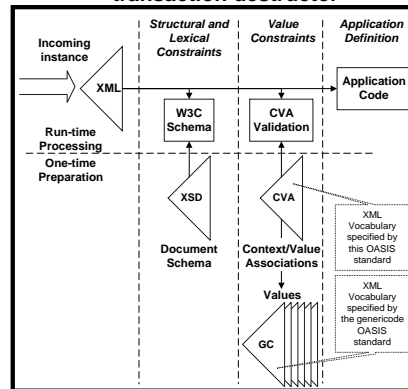 transaction destructor
Structural and
Lexical
Constraints
Value
Constraints
Application
Definition
Incoming
instance
XML
W3C
Schema
CVA
Validation
Application
Code
Run-time
Processing
One-time
Preparation
XSD
CVA
Document
Schema
Context/Value
Associations
XML
Vocabulary
specified by
this OASIS
standard
Values
GC
XML
Vocabulary
specified by
the genericode
OASIS
standard